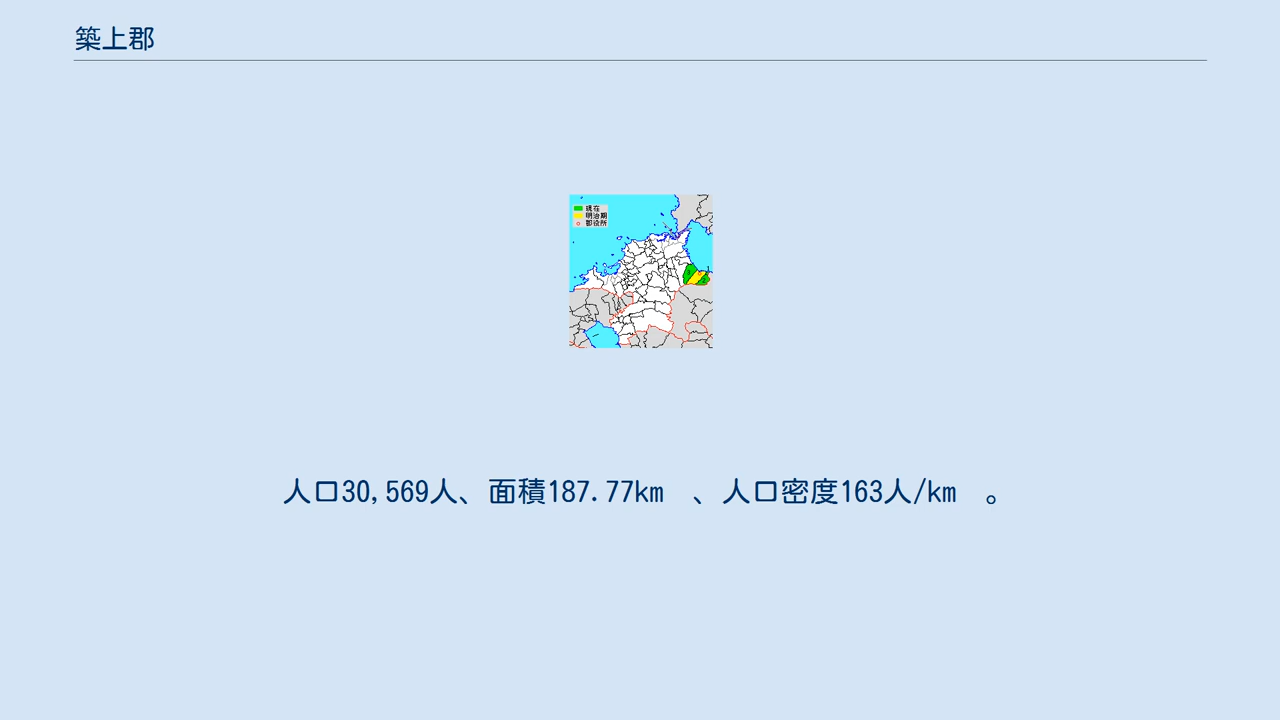 築上郡
現在
明治期
郡役所
人口30,569人、面積187.77km 、人口密度163人/km 。